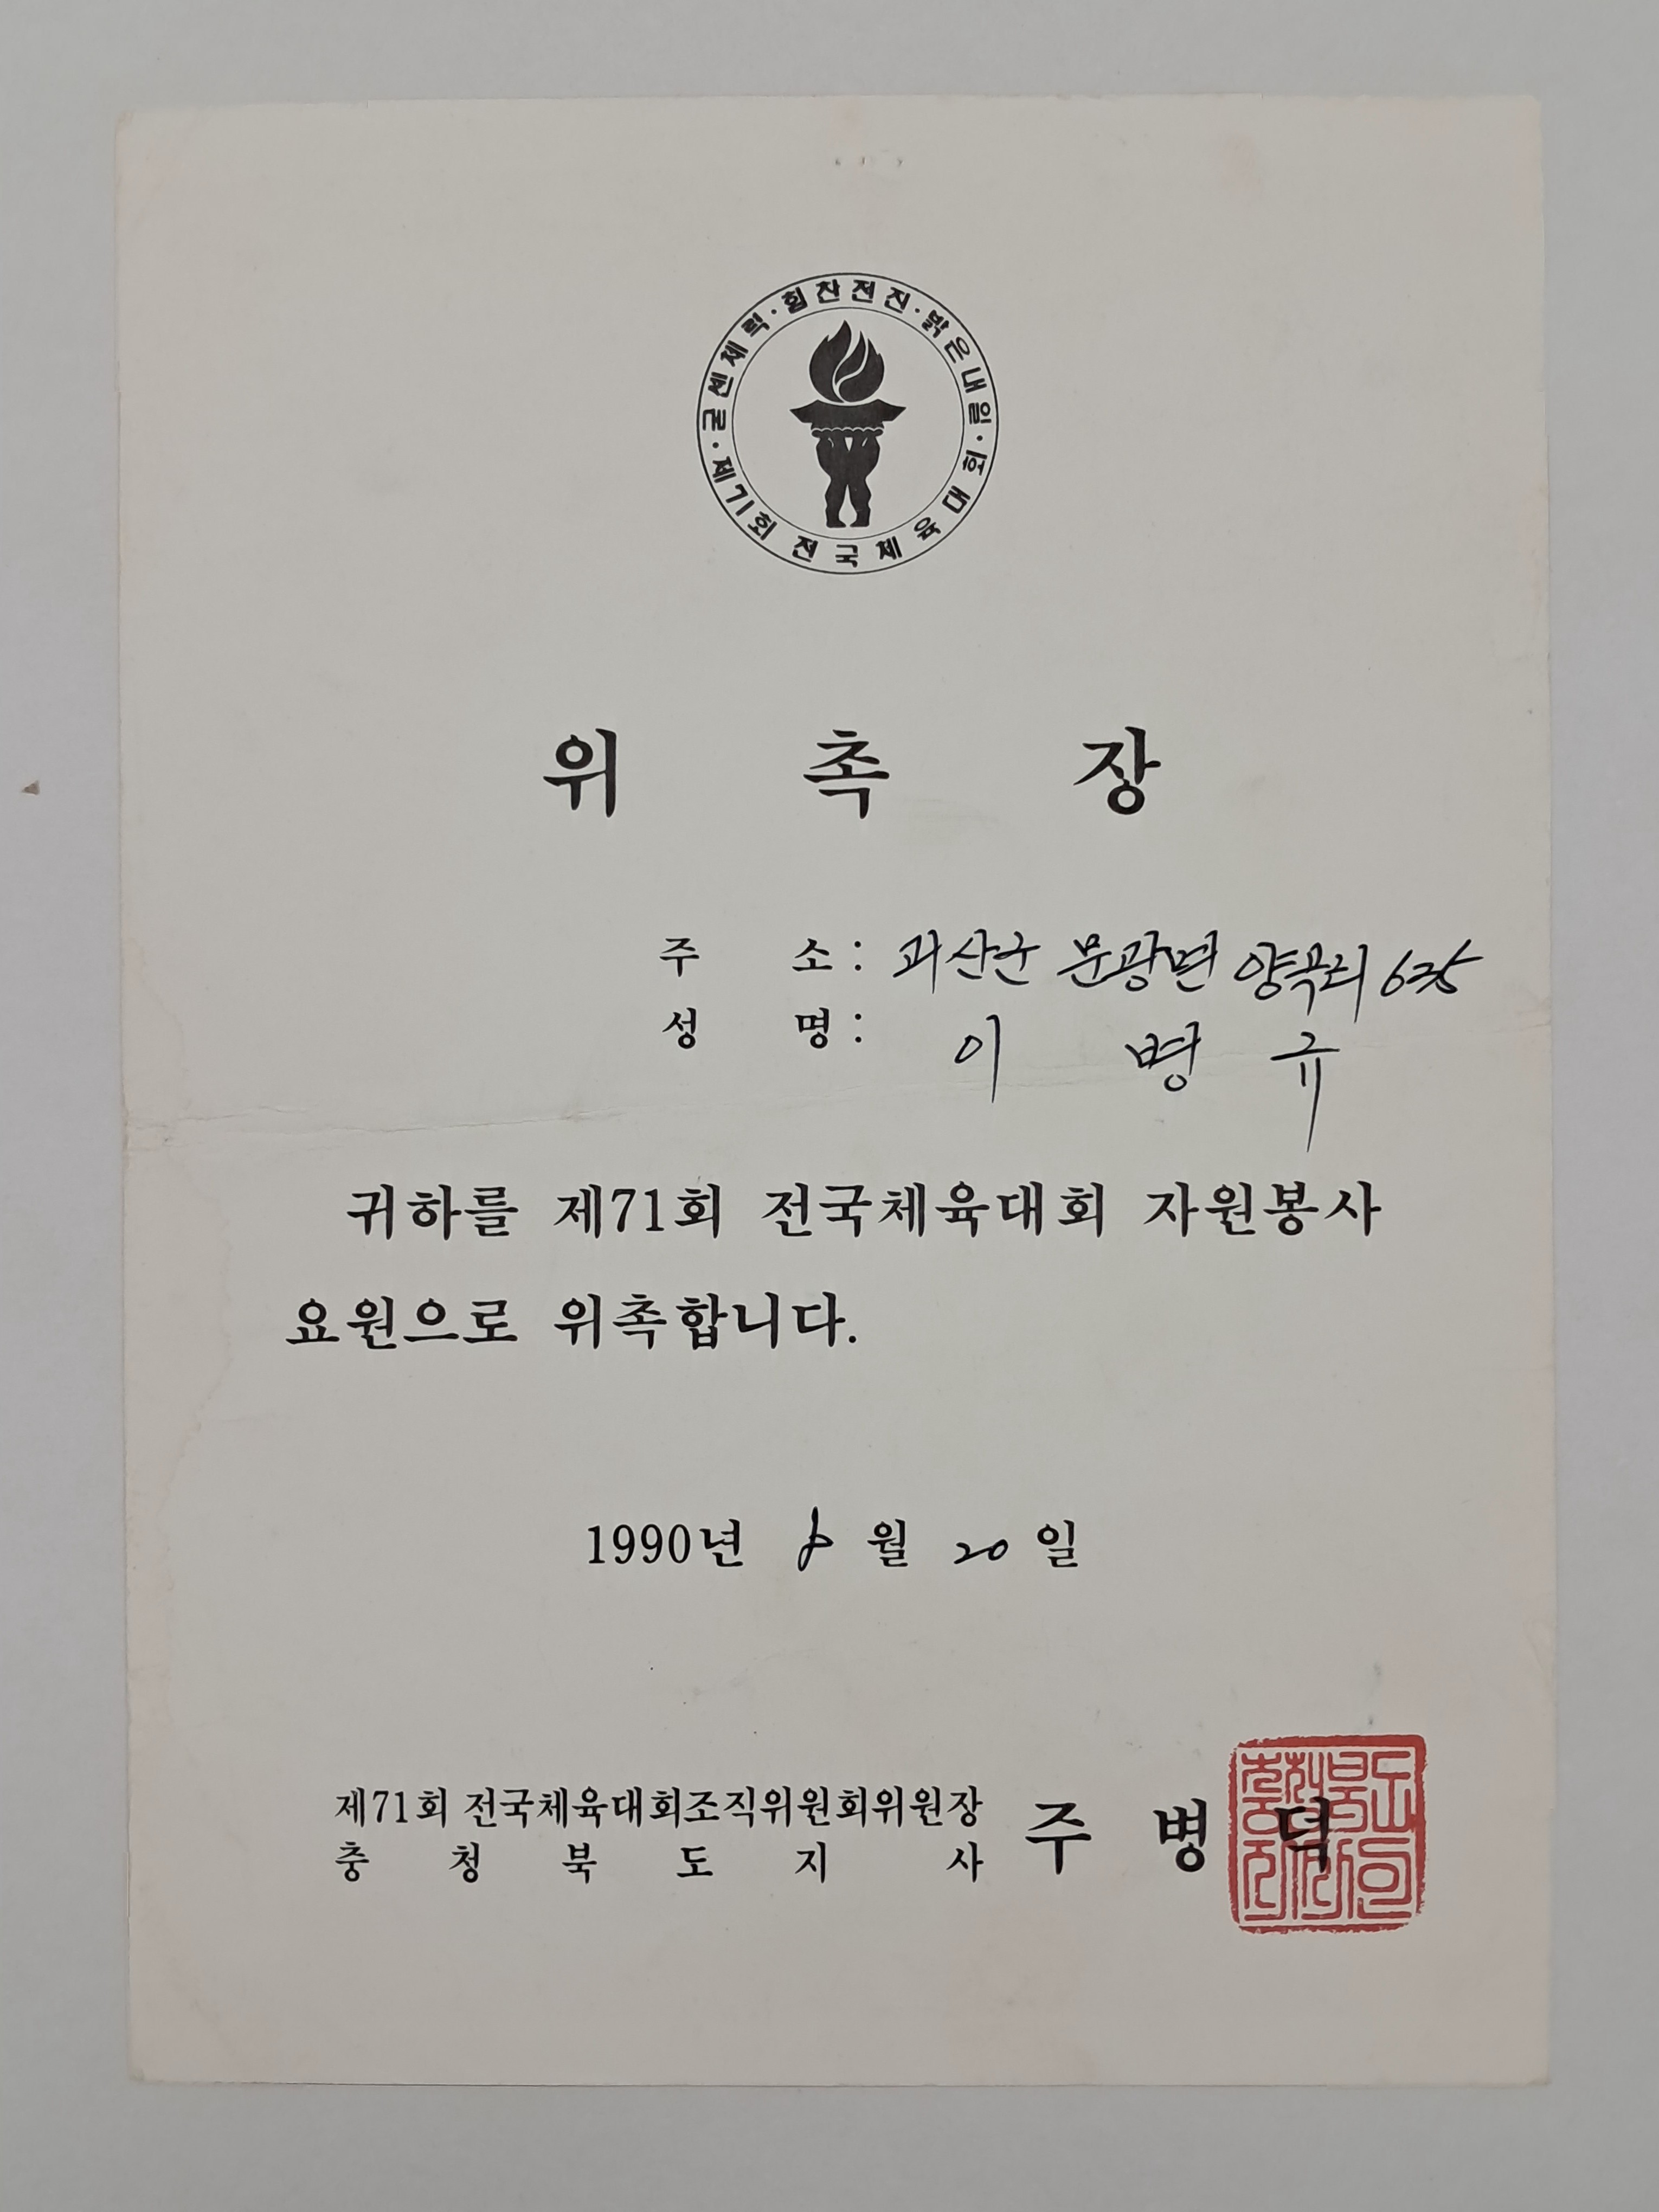 굳센체력·힘찬전진·밝은내일·
제71회 전국체육대회
위 촉 장
주 소: 괴산군 문광면 양곡리 635
성 명: 이 병 규
귀하를 제71회 전국체육대회 자원봉사
요원으로 위촉합니다.
1990년 8월 20일
제71회 전국체육대회조직위원회위원장
충 청 북 도 지 사
주 병 덕